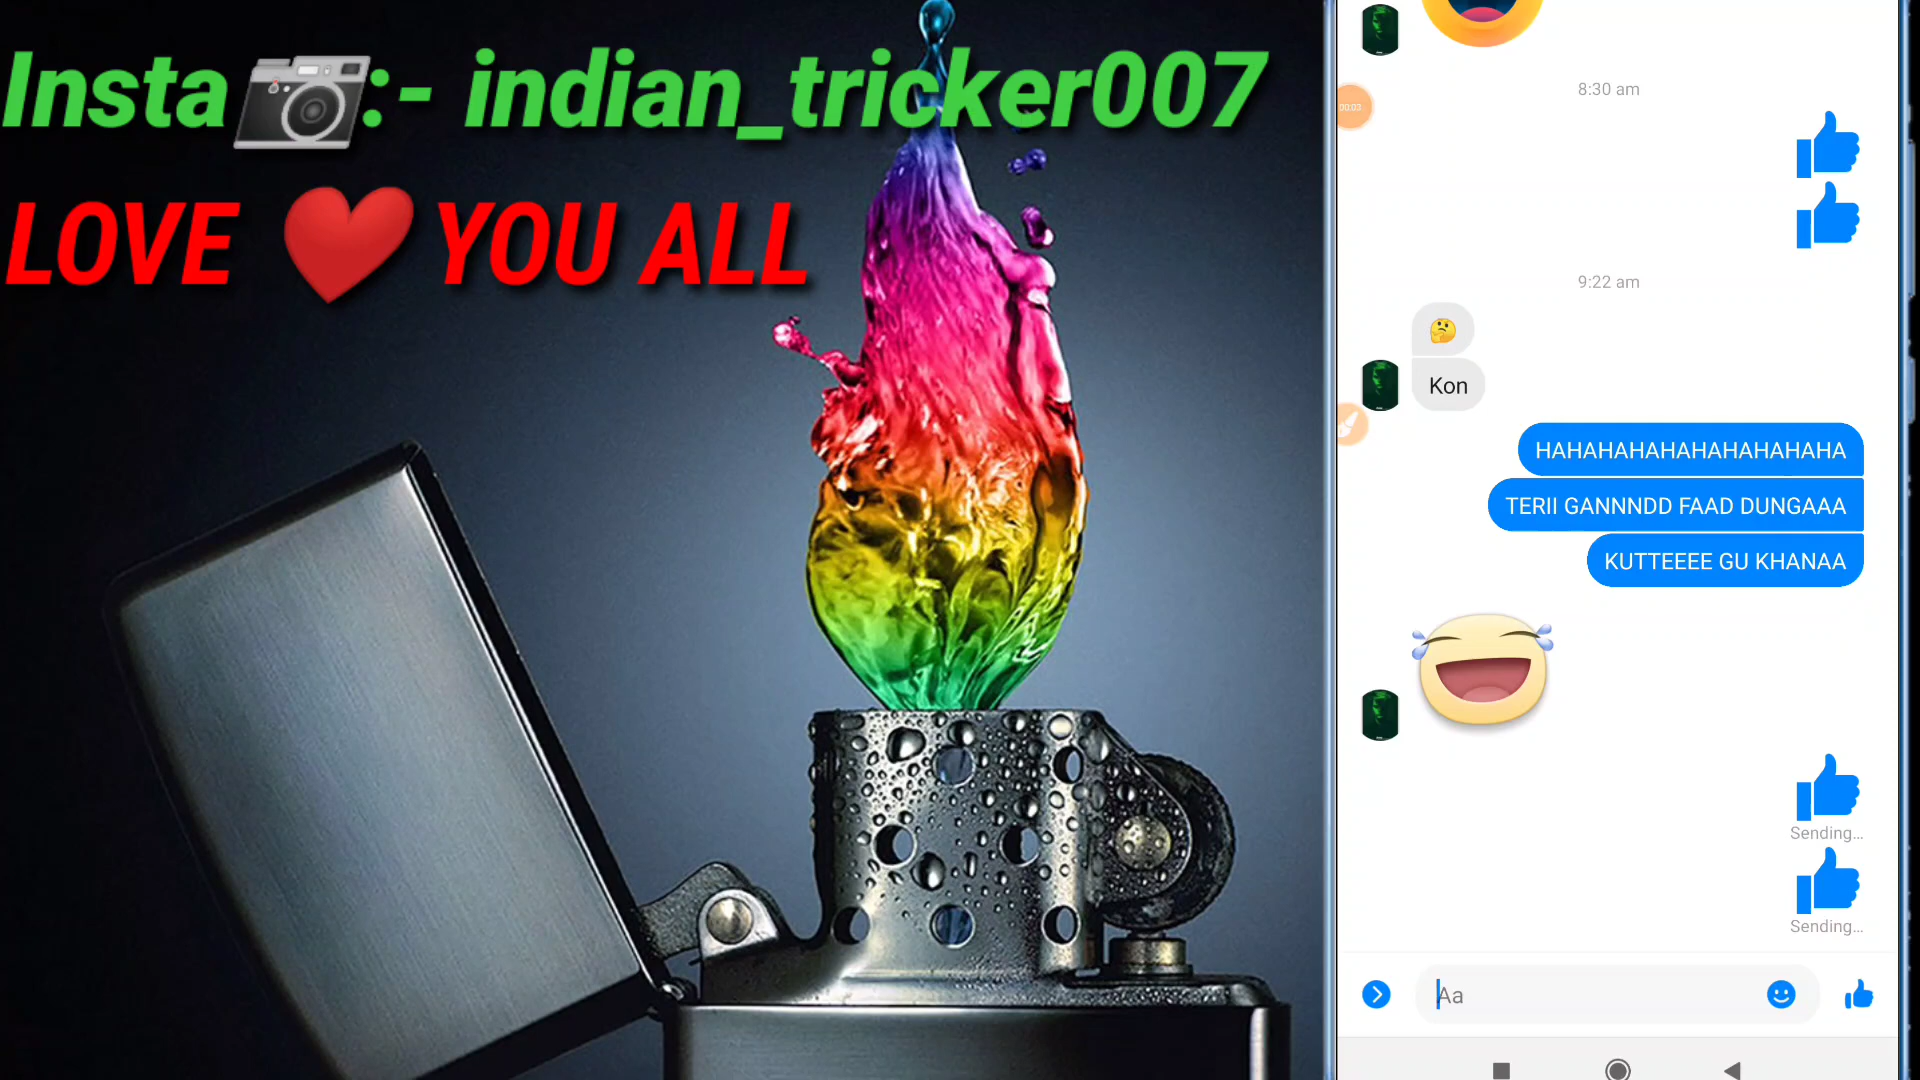 Insta📷:- indian_tricker007
LOVE ❤️ YOU ALL
8:30 am
9:22 am
🤔
Kon
HAHAHAHAHAHAHAHAHAHA
TERII GANNNDD FAAD DUNGAAA
KUTTEEEE GU KHANAA
Sending...
Sending...
Aa